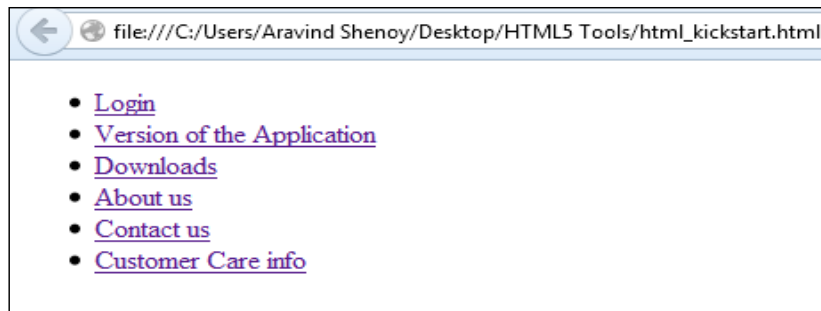 file:///C:/Users/Aravind Shenoy/Desktop/HTML5 Tools/html_kickstart.html
Login
Version of the Application
Downloads
About us
Contact us
Customer Care info